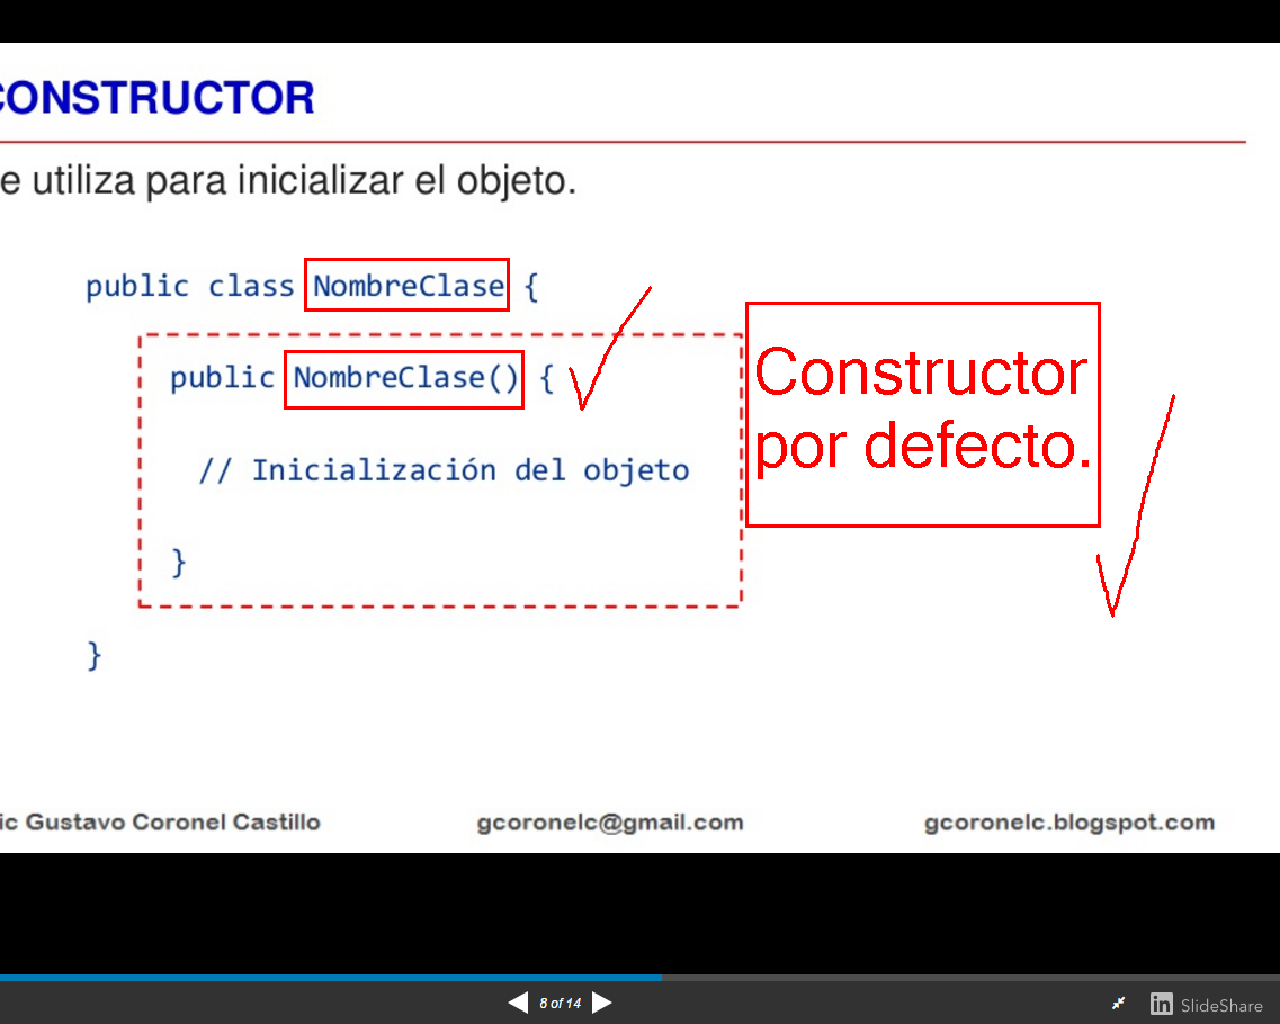 CONSTRUCTOR
e utiliza para inicializar el objeto.
public class NombreClase {
public NombreClase() {
// Inicialización del objeto
}
}
Constructor
por defecto.
ic Gustavo Coronel Castillo gcoronelc@gmail.com gcoronelc.blogspot.com
8 of 14
in SlideShare